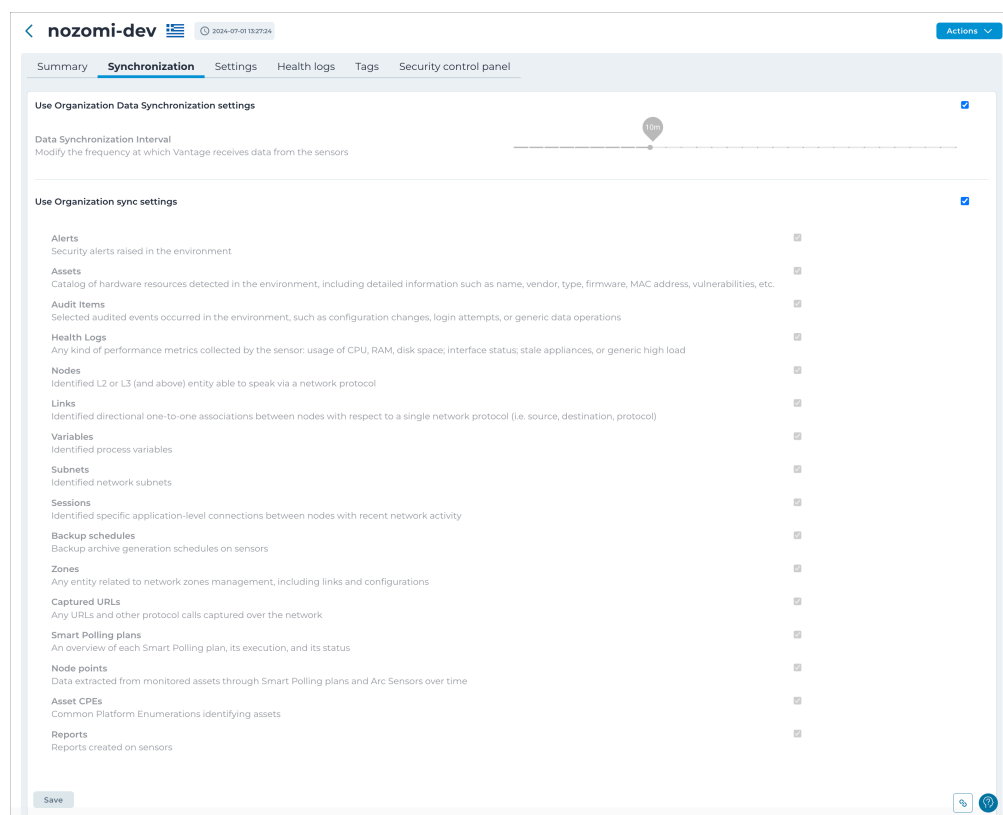 nozomi-dev
2024-07-01 13:27:24
Actions
Summary
Synchronization
Settings
Health logs
Tags
Security control panel
Use Organization Data Synchronization settings
10m
Data Synchronization Interval
Modify the frequency at which Vantage receives data from the sensors
Use Organization sync settings
Alerts
Security alerts raised in the environment
Assets
Catalog of hardware resources detected in the environment, including detailed information such as name, vendor, type, firmware, MAC address, vulnerabilities, etc.
Audit Items
Selected audited events occurred in the environment, such as configuration changes, login attempts, or generic data operations
Health Logs
Any kind of performance metrics collected by the sensor: usage of CPU, RAM, disk space; interface status; stale appliances, or generic high load
Nodes
Identified L2 or L3 (and above) entity able to speak via a network protocol
Links
Identified directional one-to-one associations between nodes with respect to a single network protocol (i.e. source, destination, protocol)
Variables
Identified process variables
Subnets
Identified network subnets
Sessions
Identified specific application-level connections between nodes with recent network activity
Backup schedules
Backup archive generation schedules on sensors
Zones
Any entity related to network zones management, including links and configurations
Captured URLs
Any URLs and other protocol calls captured over the network
Smart Polling plans
An overview of each Smart Polling plan, its execution, and its status
Node points
Data extracted from monitored assets through Smart Polling plans and Arc Sensors over time
Asset CPEs
Common Platform Enumerations identifying assets
Reports
Reports created on sensors
Save